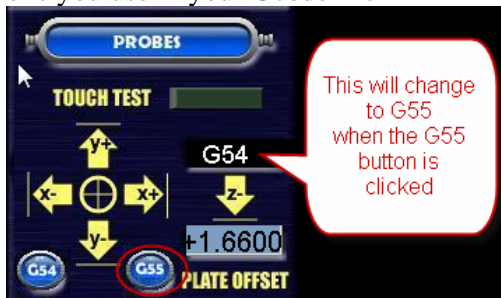 PROBES
TOUCH TEST
y+
G54
x-
x+
z-
y-
+1.6600
G54
G55
PLATE OFFSET
This will change
to G55
when the G55
button is
clicked